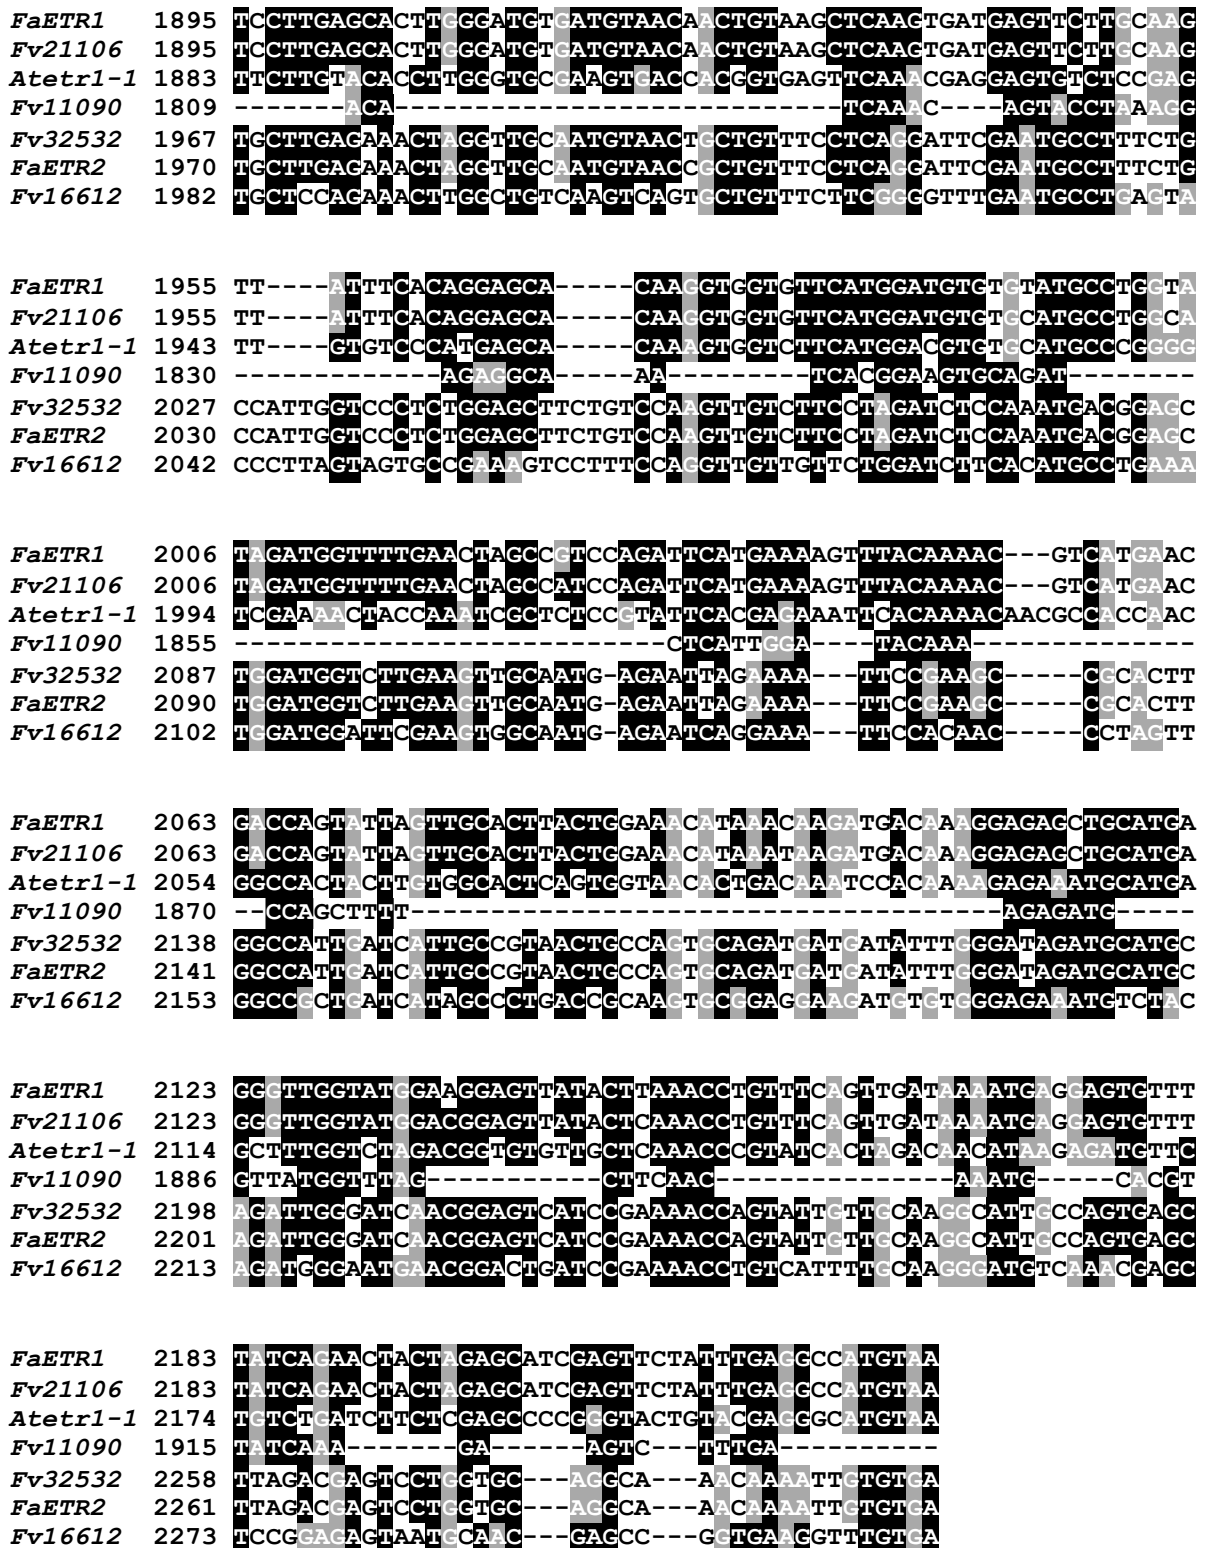 FaETR1 1895 TCCTTGAGCACTTGGGATGTGATGTAACAACTGTAAGCTCAAGTGATGAGTTCTTGCAAG
Fv21106 1895 TCCTTGAGCACTTGGGATGTGATGTAACAACTGTAAGCTCAAGTGATGAGTTCTTGCAAG
Atetr1-1 1883 TTCTTGTACACCTTGGGTGCGAAGTGACCACGGTGAGTTCAAACGAGGAGTGTCTCCGAG
Fv11090 1809 -------ACA----------------------------TCAAAC----AGTACCTAAAGG
Fv32532 1967 TGCTTGAGAAACTAGGTTGCAATGTAACTGCTGTTTCCTCAGGATTCGAATGCCTTTCTG
FaETR2 1970 TGCTTGAGAAACTAGGTTGCAATGTAACCGCTGTTTCCTCAGGATTCGAATGCCTTTCTG
Fv16612 1982 TGCTCCAGAAACTTGGCTGTCAAGTCAGTGCTGTTTCTTCGGGGTTTGAATGCCTGAGTA
FaETR1 1955 TT----ATTTCACAGGAGCA-----CAAGGTGGTGTTCATGGATGTGTGTATGCCTGGTA
Fv21106 1955 TT----ATTTCACAGGAGCA-----CAAGGTGGTGTTCATGGATGTGTGCATGCCTGGCA
Atetr1-1 1943 TT----GTGTCCCATGAGCA-----CAAAGTGGTCTTCATGGACGTGTGCATGCCCGGGG
Fv11090 1830 -------------AGAGGCA-----AA---------TCACGGAAGTGCAGAT--------
Fv32532 2027 CCATTGGTCCCTCTGGAGCTTCTGTCCAAGTTGTCTTCCTAGATCTCCAAATGACGGAGC
FaETR2 2030 CCATTGGTCCCTCTGGAGCTTCTGTCCAAGTTGTCTTCCTAGATCTCCAAATGACGGAGC
Fv16612 2042 CCCTTAGTAGTGCCGAAAGTCCTTTCCAGGTTGTTGTTCTGGATCTTCACATGCCTGAAA
FaETR1 2006 TAGATGGTTTTGAACTAGCCGTCCAGATTCATGAAAAGTTTACAAAAC---GTCATGAAC
Fv21106 2006 TAGATGGTTTTGAACTAGCCATCCAGATTCATGAAAAGTTTACAAAAC---GTCATGAAC
Atetr1-1 1994 TCGAAAACTACCAAATCGCTCTCCGTATTCACGAGAAATTCACAAAACAACGCCACCAAC
Fv11090 1855 ---------------------------CTCATTGGA----TACAAA--------------
Fv32532 2087 TGGATGGTCTTGAAGTTGCAATG-AGAATTAGAAAA---TTCCGAAGC-----CGCACTT
FaETR2 2090 TGGATGGTCTTGAAGTTGCAATG-AGAATTAGAAAA---TTCCGAAGC-----CGCACTT
Fv16612 2102 TGGATGGATTCGAAGTGGCAATG-AGAATCAGGAAA---TTCCACAAC-----CCTAGTT
FaETR1 2063 GACCAGTATTAGTTGCACTTACTGGAAACATAAACAAGATGACAAAGGAGAGCTGCATGA
Fv21106 2063 GACCAGTATTAGTTGCACTTACTGGAAACATAAATAAGATGACAAAGGAGAGCTGCATGA
Atetr1-1 2054 GGCCACTACTTGTGGCACTCAGTGGTAACACTGACAAATCCACAAAAGAGAAATGCATGA
Fv11090 1870 --CCAGCTTTT-------------------------------------AGAGATG-----
Fv32532 2138 GGCCATTGATCATTGCCGTAACTGCCAGTGCAGATGATGATATTTGGGATAGATGCATGC
FaETR2 2141 GGCCATTGATCATTGCCGTAACTGCCAGTGCAGATGATGATATTTGGGATAGATGCATGC
Fv16612 2153 GGCCGCTGATCATAGCCCTGACCGCAAGTGCGGAGGAAGATGTGTGGGAGAAATGTCTAC
FaETR1 2123 GGGTTGGTATGGAAGGAGTTATACTTAAACCTGTTTCAGTTGATAAAATGAGGAGTGTTT
Fv21106 2123 GGGTTGGTATGGACGGAGTTATACTCAAACCTGTTTCAGTTGATAAAATGAGGAGTGTTT
Atetr1-1 2114 GCTTTGGTCTAGACGGTGTGTTGCTCAAACCCGTATCACTAGACAACATAAGAGATGTTC
Fv11090 1886 GTTATGGTTTAG-----------CTTCAAC---------------AAATG-----CACGT
Fv32532 2198 AGATTGGGATCAACGGAGTCATCCGAAAACCAGTATTGTTGCAAGGCATTGCCAGTGAGC
FaETR2 2201 AGATTGGGATCAACGGAGTCATCCGAAAACCAGTATTGTTGCAAGGCATTGCCAGTGAGC
Fv16612 2213 AGATGGGAATGAACGGACTGATCCGAAAACCTGTCATTTTGCAAGGGATGTCAAACGAGC
FaETR1 2183 TATCAGAACTACTAGAGCATCGAGTTCTATTTGAGGCCATGTAA
Fv21106 2183 TATCAGAACTACTAGAGCATCGAGTTCTATTTGAGGCCATGTAA
Atetr1-1 2174 TGTCTGATCTTCTCGAGCCCCGGGTACTGTACGAGGGCATGTAA
Fv11090 1915 TATCAAA-------GA------AGTC---TTTGA----------
Fv32532 2258 TTAGACGAGTCCTGGTGC---AGGCA---AACAAAATTGTGTGA
FaETR2 2261 TTAGACGAGTCCTGGTGC---AGGCA---AACAAAATTGTGTGA
Fv16612 2273 TCCGGAGAGTAATGCAAC---GAGCC---GGTGAAGGTTTGTGA